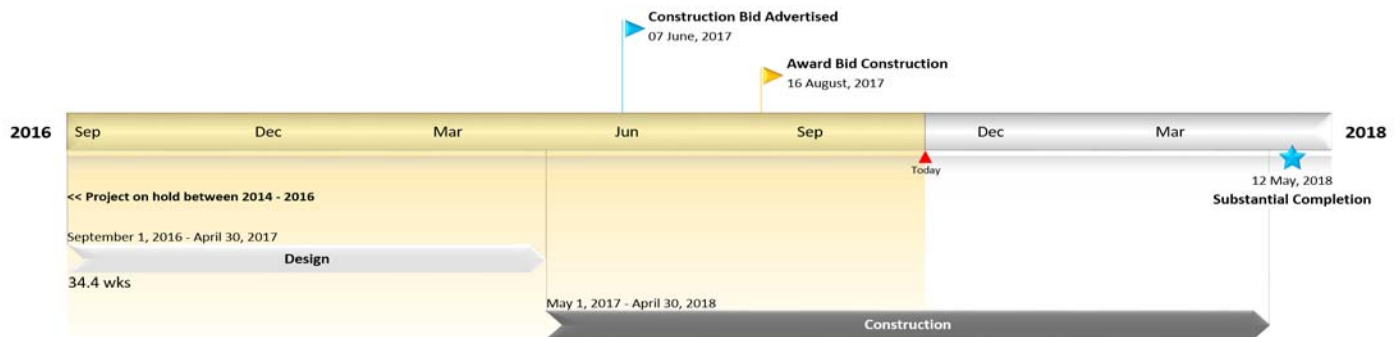 Construction Bid Advertised
07 June, 2017
Award Bid Construction
16 August, 2017
2016 Sep Dec Mar Jun Sep Dec Mar 2018
Today
12 May, 2018
Substantial Completion
<< Project on hold between 2014 - 2016
September 1, 2016 - April 30, 2017
Design
34.4 wks
May 1, 2017 - April 30, 2018
Construction